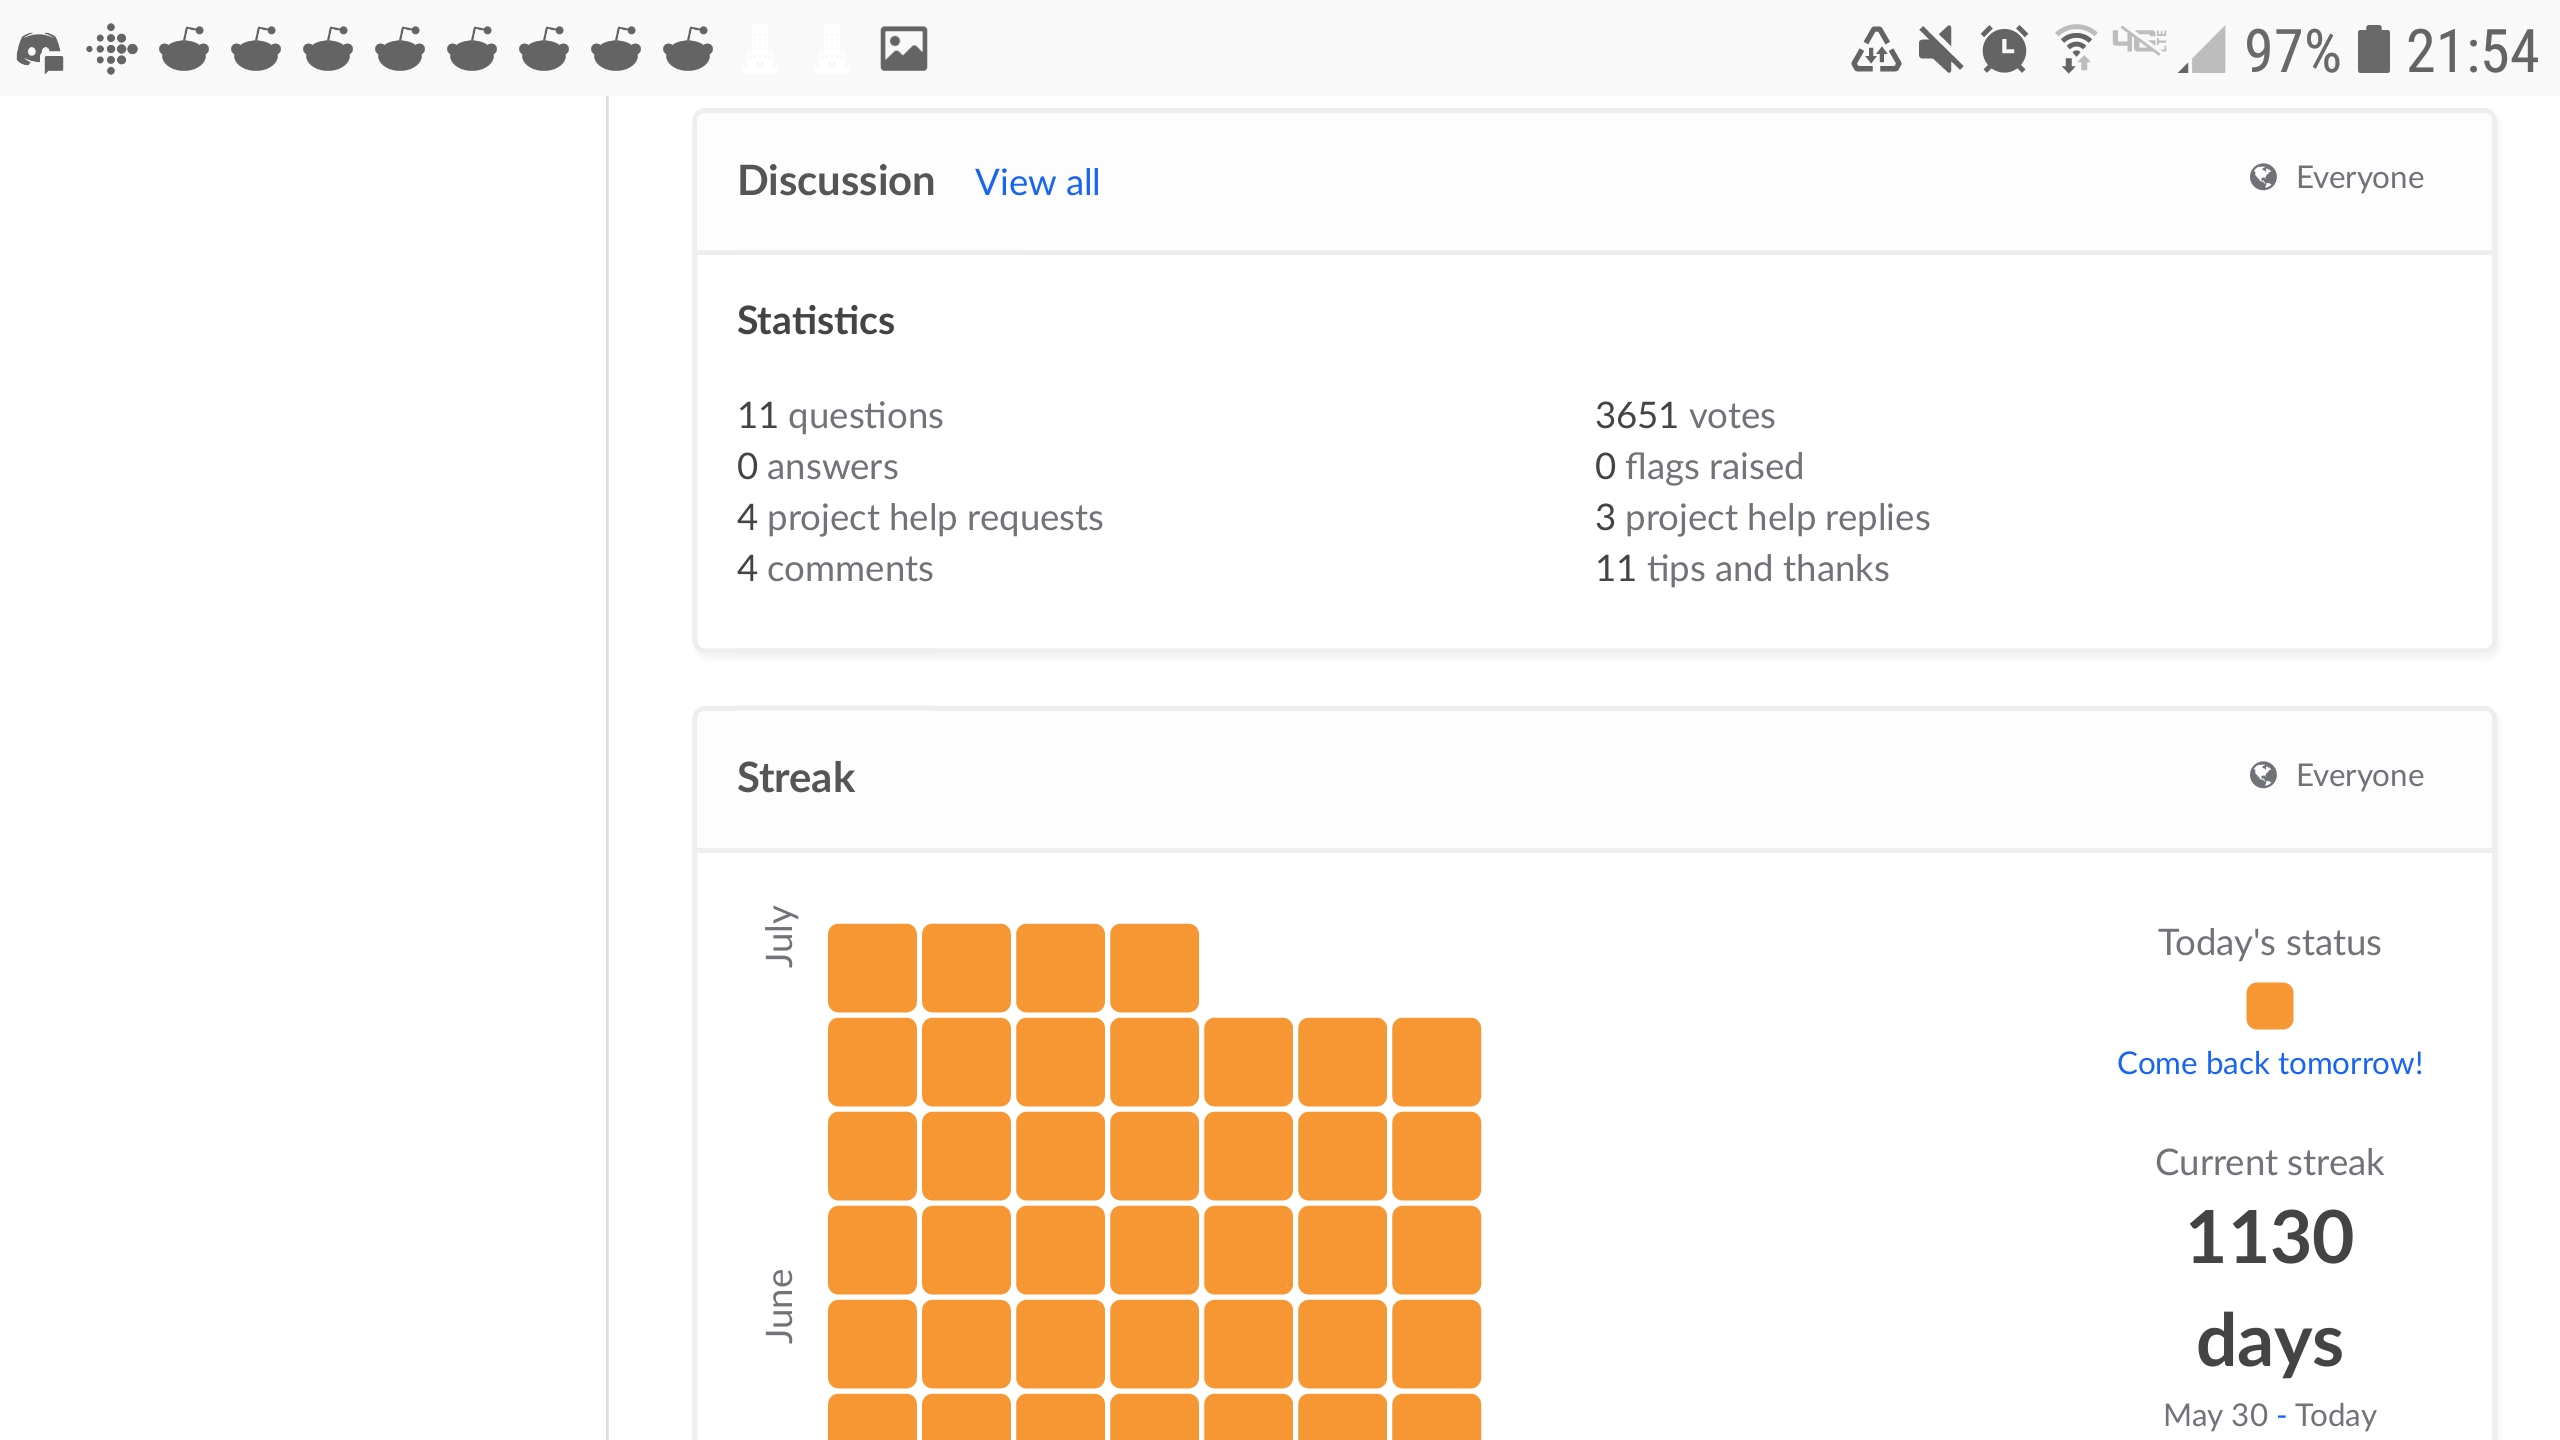 97% 21:54
Discussion View all Everyone
Statistics
11 questions
0 answers
4 project help requests
4 comments
3651 votes
0 flags raised
3 project help replies
11 tips and thanks
Streak Everyone
July
June
Today's status
Come back tomorrow!
Current streak
1130
days
May 30 - Today